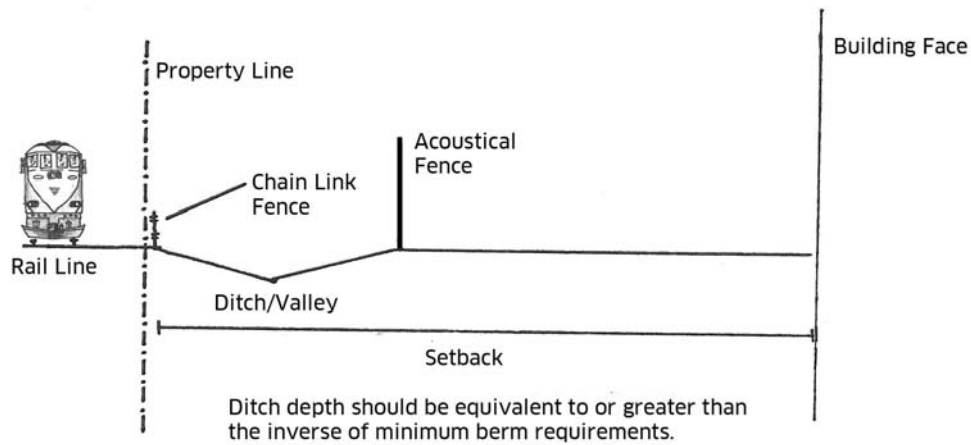 Building Face
Property Line
Acoustical
Fence
Chain Link
Fence
Rail Line
Ditch/Valley
Setback
Ditch depth should be equivalent to or greater than
the inverse of minimum berm requirements.